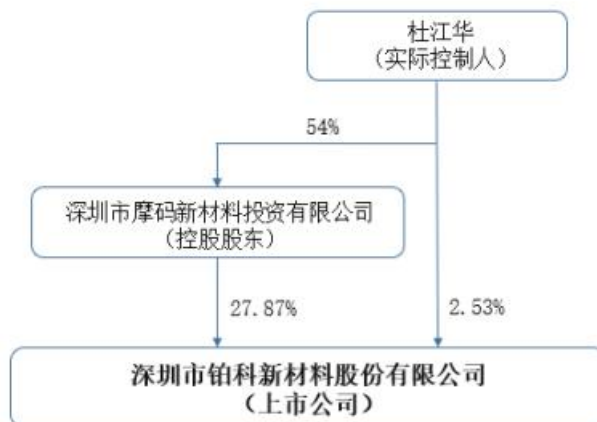 杜江华
（实际控制人）
54%
深圳市摩码新材料投资有限公司
（控股股东）
27.87%
2.53%
深圳市铂科新材料股份有限公司
（上市公司）